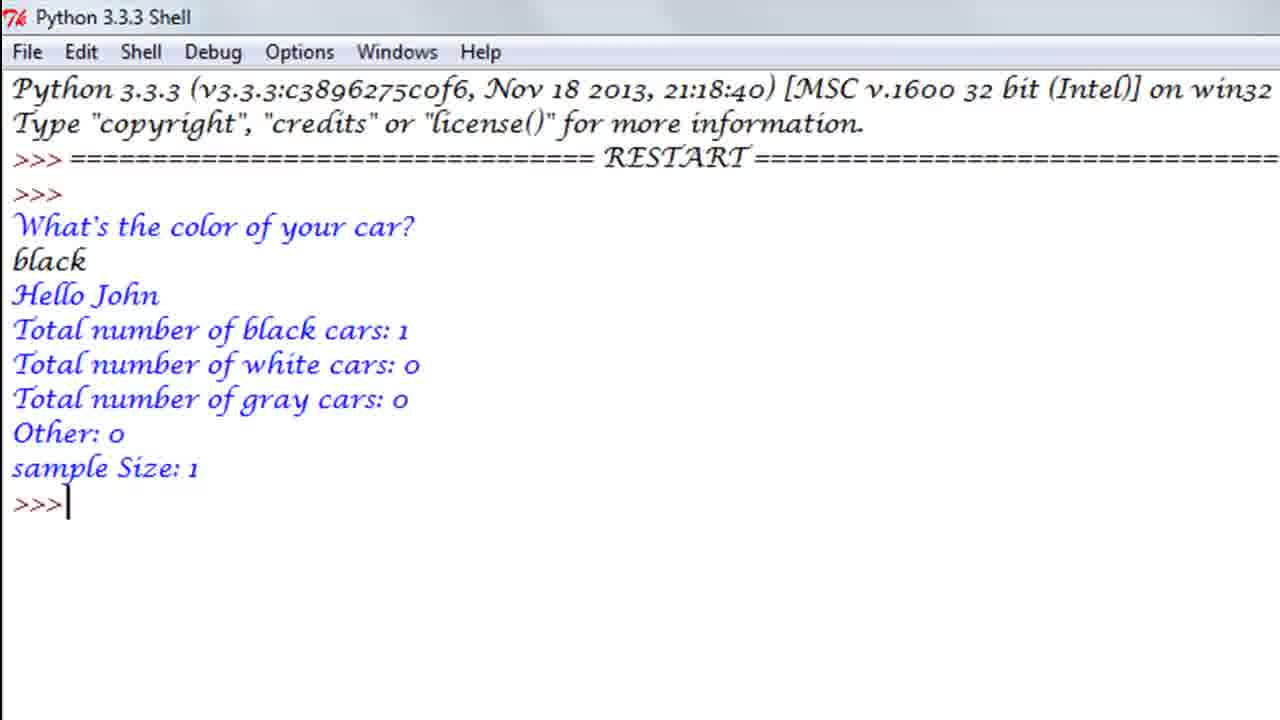 Python 3.3.3 Shell
File Edit Shell Debug Options Windows Help
Python 3.3.3 (v3.3.3:c3896275c0f6, Nov 18 2013, 21:18:40) [MSC v.1600 32 bit (Intel)] on win32
Type "copyright", "credits" or "license()" for more information.
>>> ================================ RESTART ================================
>>>
What's the color of your car?
black
Hello John
Total number of black cars: 1
Total number of white cars: 0
Total number of gray cars: 0
Other: 0
sample Size: 1
>>>